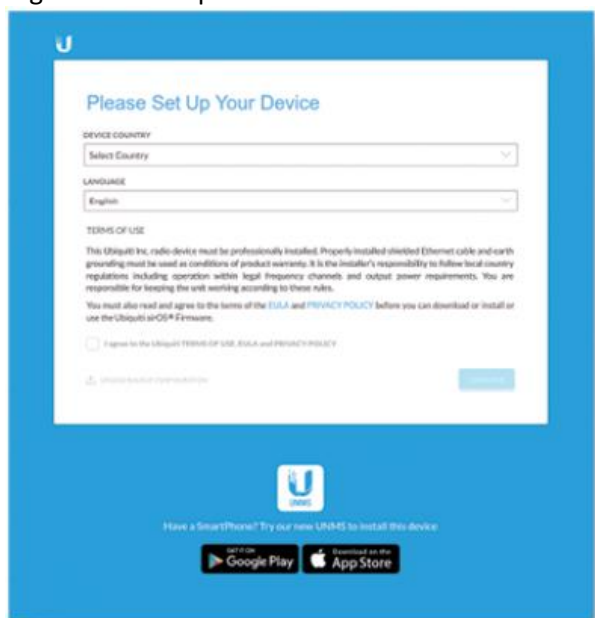 Please Set Up Your Device
DEVICE COUNTRY
Select Country
LANGUAGE
English
TERMS OF USE
This Ubiquiti Inc. radio device must be professionally installed. Properly installed shielded Ethernet cable and earth
grounding must be used as conditions of product warranty. It is the installer's responsibility to follow local country
regulations including operation within legal frequency channels and output power requirements. You are
responsible for keeping the unit working according to these rules.
You must also read and agree to the terms of the EULA and PRIVACY POLICY before you can download or install or
use the Ubiquiti airOS® Firmware.
I agree to the Ubiquiti TERMS OF USE, EULA and PRIVACY POLICY
UPLOAD BACKUP CONFIGURATION
U
UNMS
Have a SmartPhone? Try our new UNMS to install this device
GET IT ON
Google Play
Download on the
App Store